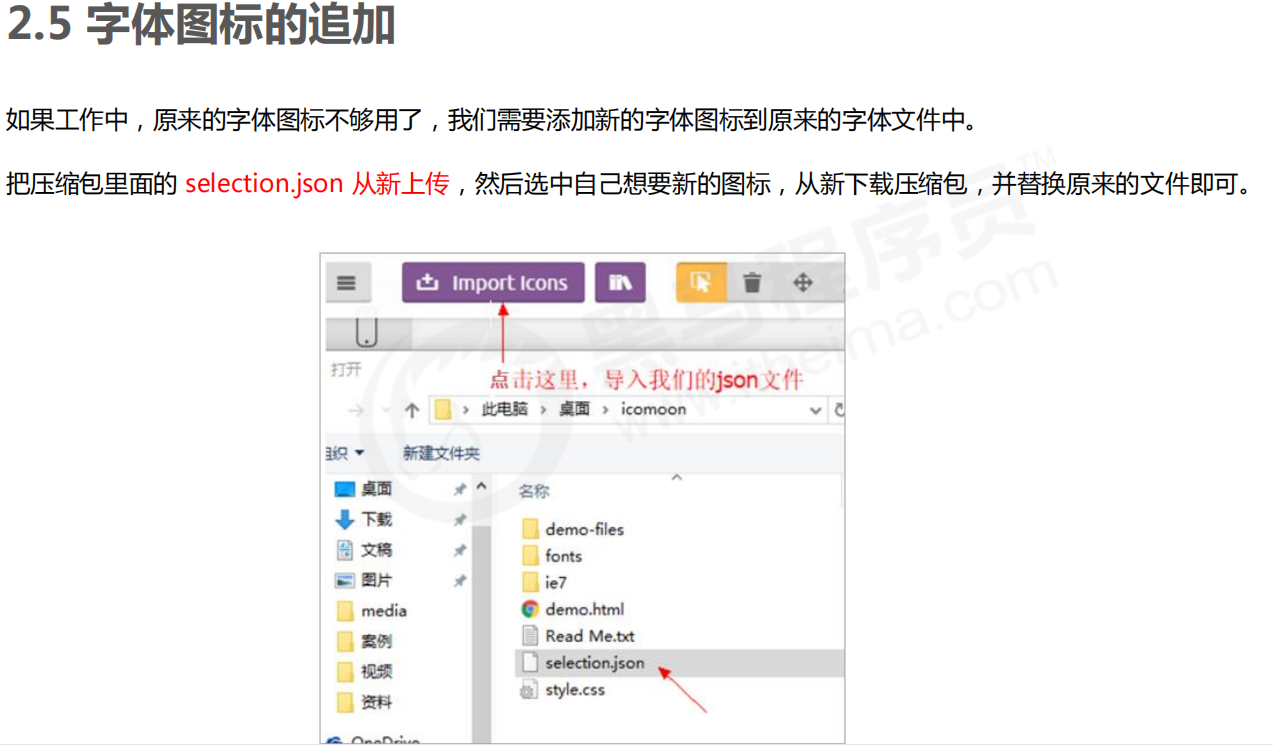 2.5 字体图标的追加
如果工作中，原来的字体图标不够用了，我们需要添加新的字体图标到原来的字体文件中。
把压缩包里面的 selection.json 从新上传，然后选中自己想要新的图标，从新下载压缩包，并替换原来的文件即可。
Import Icons
打开
点击这里，导入我们的json文件
此电脑 › 桌面 › icomoon
组织
新建文件夹
名称
桌面
下载
文稿
图片
media
案例
视频
资料
OneDrive
demo-files
fonts
ie7
demo.html
Read Me.txt
selection.json
style.css
黑马程序员™
www.itheima.com